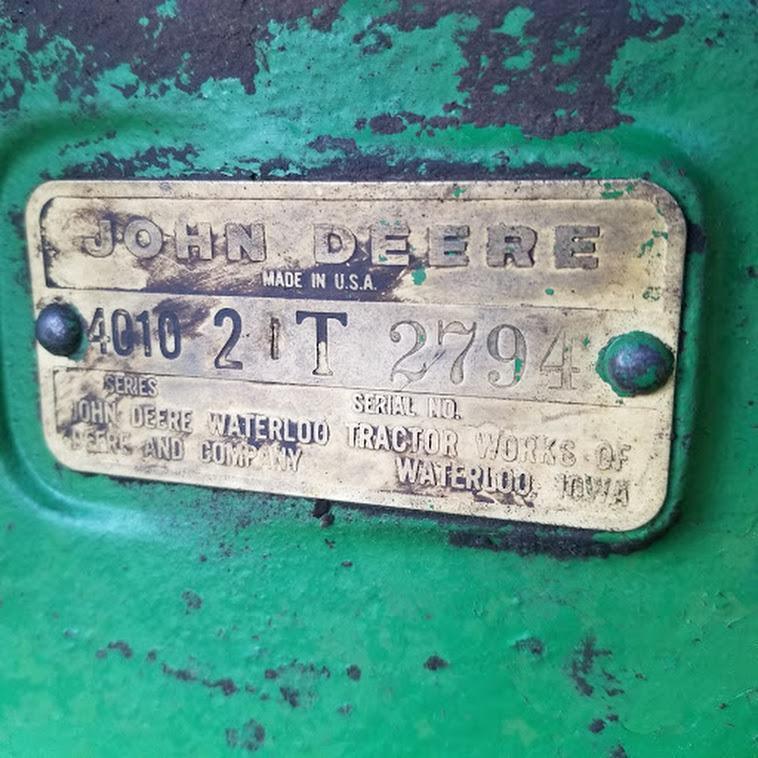 JOHN DEERE
MADE IN U.S.A.
4010 2 1 T 2794
SERIES SERIAL NO.
JOHN DEERE WATERLOO TRACTOR WORKS OF
DEERE AND COMPANY WATERLOO, IOWA